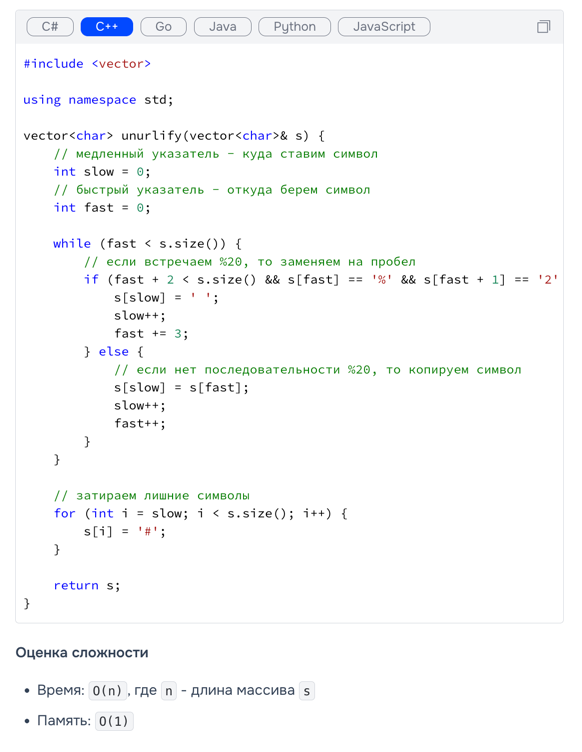 C# C++ Go Java Python JavaScript
#include <vector>
using namespace std;
vector<char> unurlify(vector<char>& s) {
    // медленный указатель - куда ставим символ
    int slow = 0;
    // быстрый указатель - откуда берем символ
    int fast = 0;
    while (fast < s.size()) {
        // если встречаем %20, то заменяем на пробел
        if (fast + 2 < s.size() && s[fast] == '%' && s[fast + 1] == '2'
            s[slow] = ' ';
            slow++;
            fast += 3;
        } else {
            // если нет последовательности %20, то копируем символ
            s[slow] = s[fast];
            slow++;
            fast++;
        }
    }
    // затираем лишние символы
    for (int i = slow; i < s.size(); i++) {
        s[i] = '#';
    }
    return s;
}
Оценка сложности
• Время: O(n), где n - длина массива s
• Память: O(1)